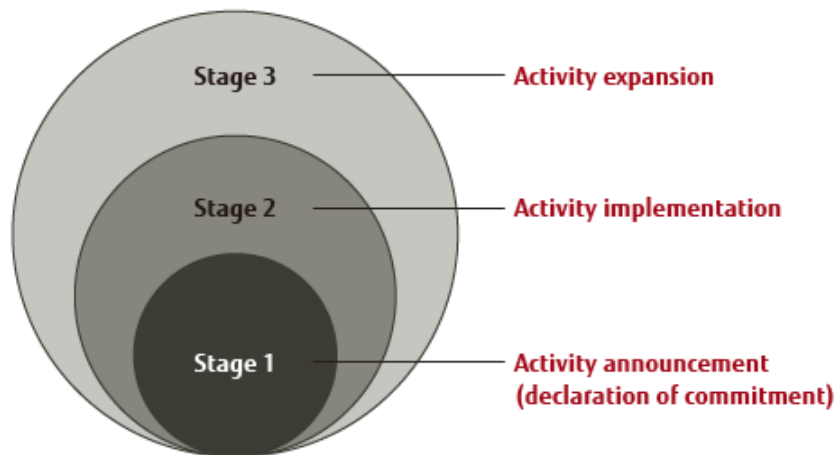 Stage 3
Activity expansion
Stage 2
Activity implementation
Stage 1
Activity announcement
(declaration of commitment)